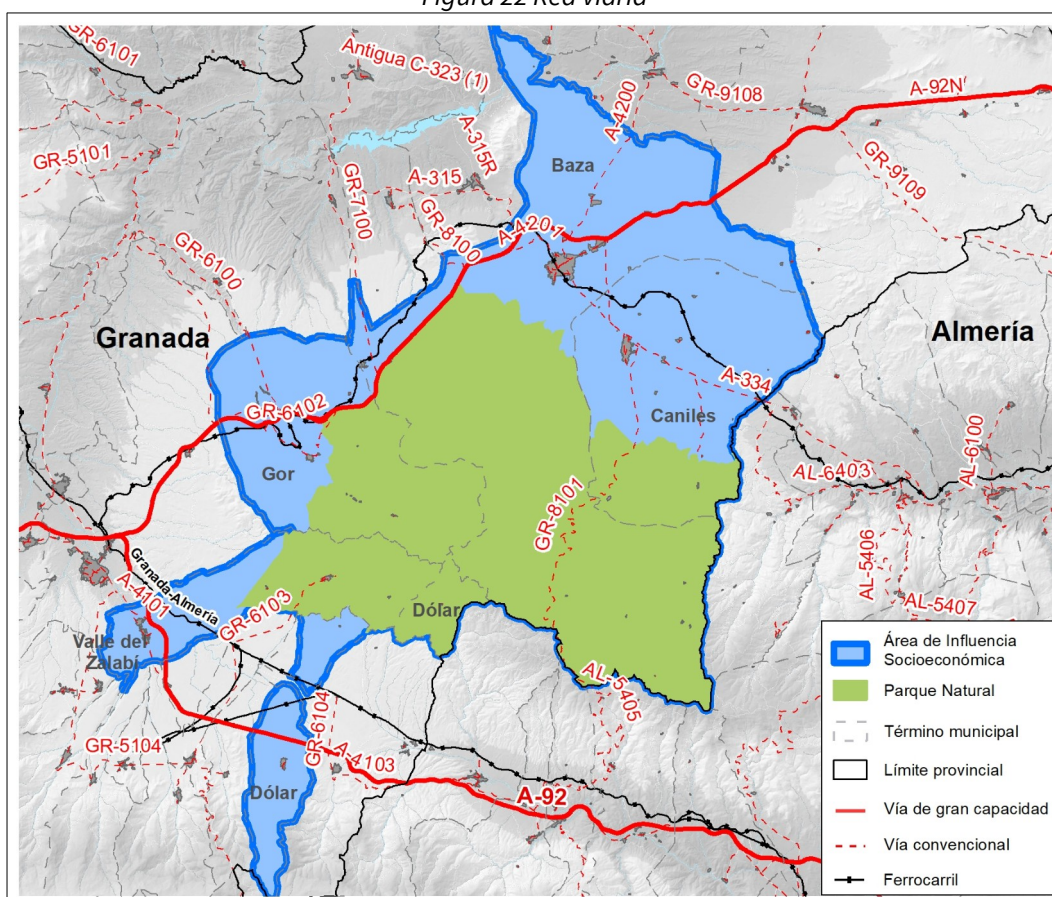 Figura 22 Red viaria
GR-6101
Antigua C-323 (1)
GR-9108
A-92N
A-4200
GR-5101
A-315R
Baza
A-315
GR-9109
GR-7100
GR-8100
A-4201
GR-6100
Granada
Almería
A-334
GR-6102
Caniles
Gor
GR-8101
AL-6403
AL-6100
Granada-Almería
AL-5406
A-4101
GR-6103
Dólar
AL-5407
Valle del
Zalabí
AL-5405
GR-6104
GR-5104
A-4103
Dólar
A-92
Área de Influencia
Socioeconómica
Parque Natural
Término municipal
Límite provincial
Vía de gran capacidad
Vía convencional
Ferrocarril